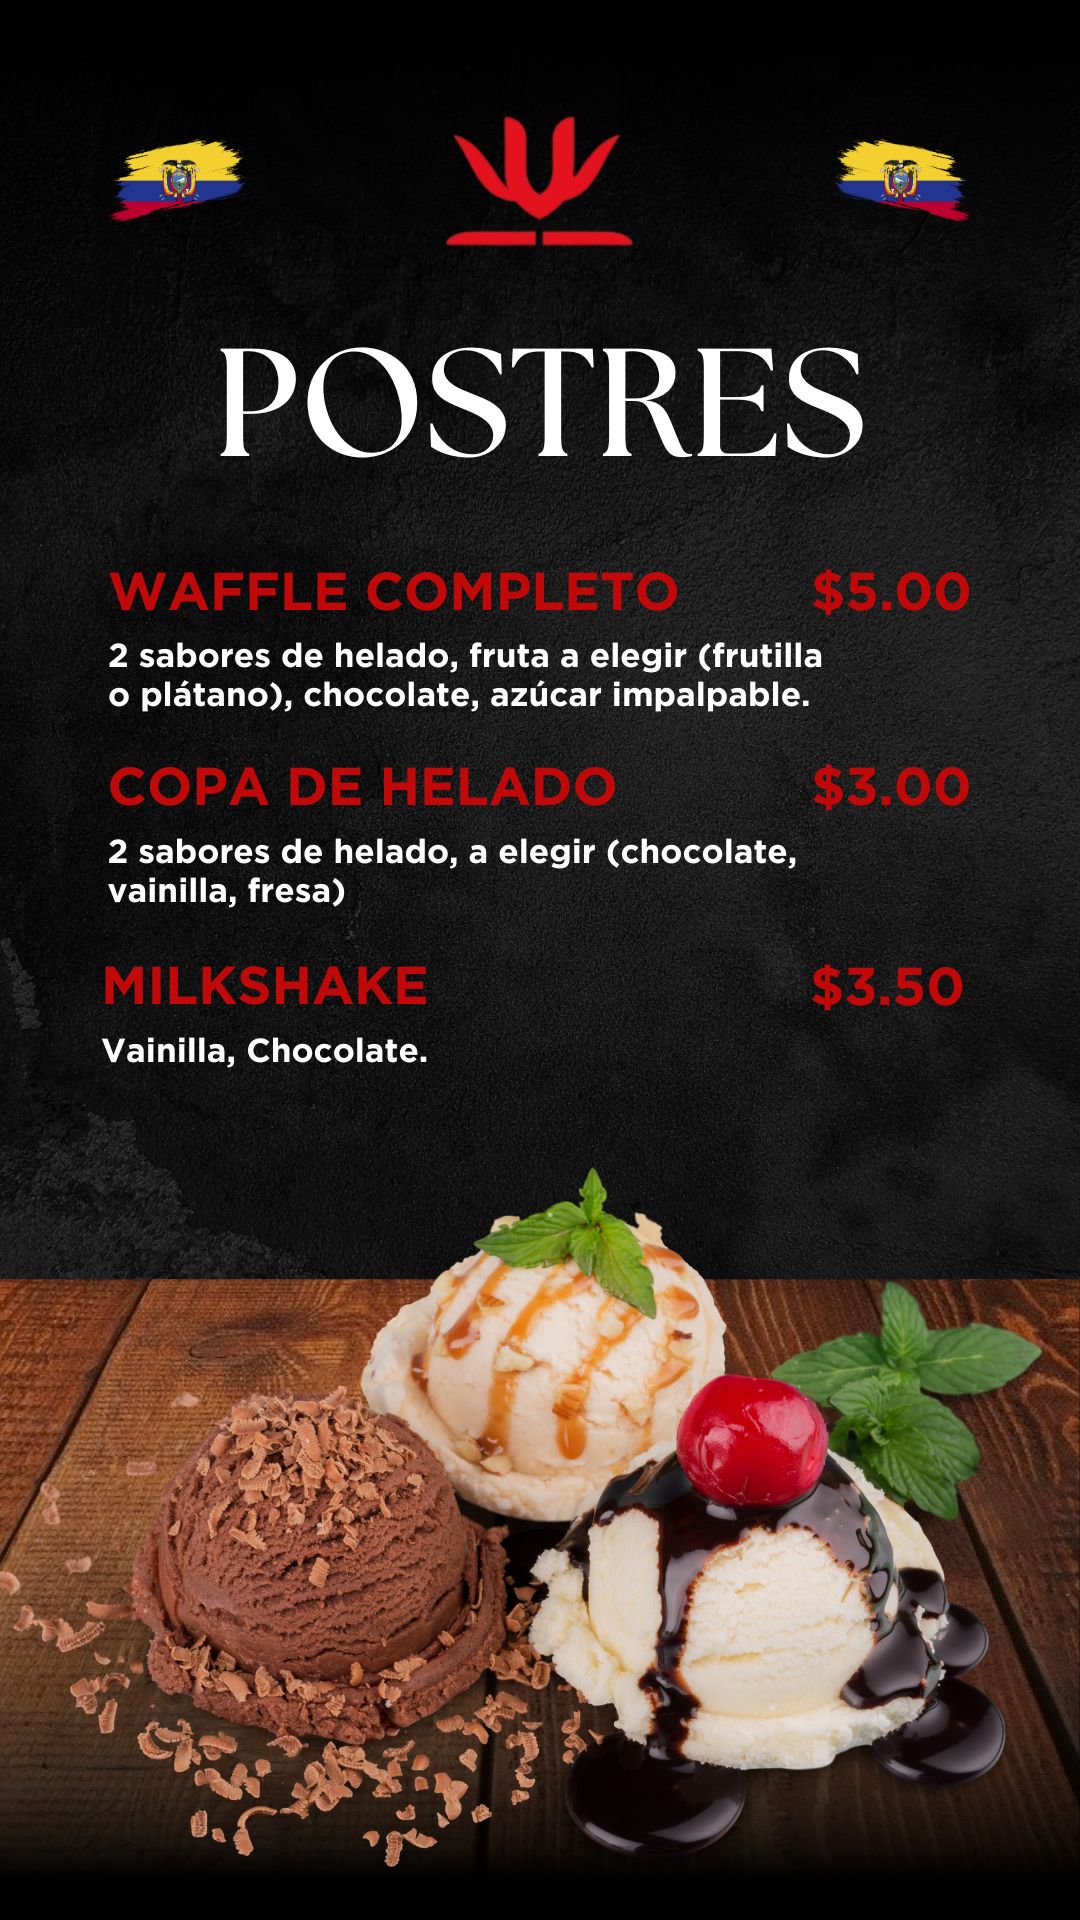 POSTRES
WAFFLE COMPLETO $5.00
2 sabores de helado, fruta a elegir (frutilla
o plátano), chocolate, azúcar impalpable.
COPA DE HELADO $3.00
2 sabores de helado, a elegir (chocolate,
vainilla, fresa)
MILKSHAKE $3.50
Vainilla, Chocolate.